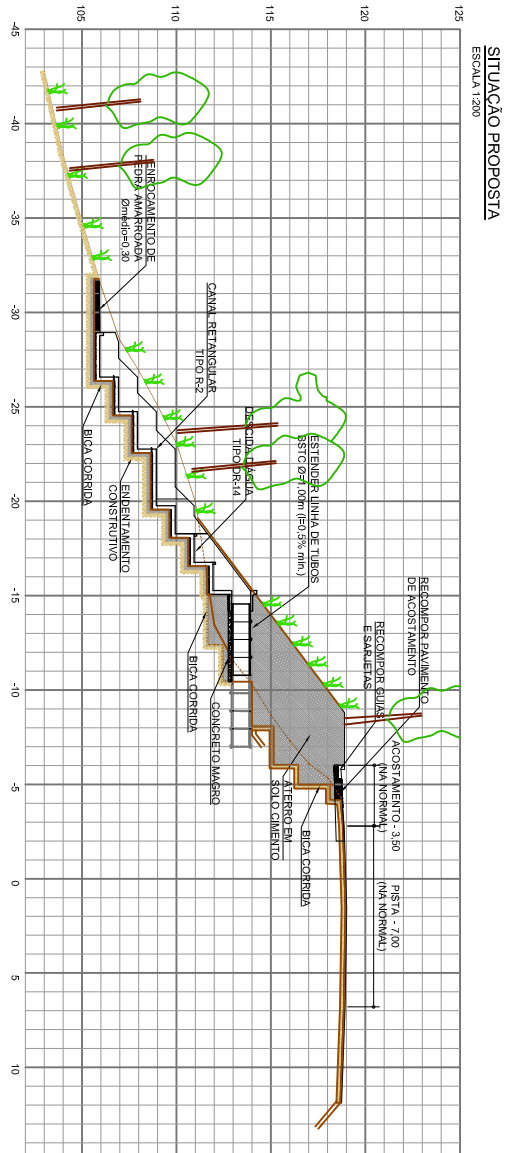 SITUAÇÃO PROPOSTA
ESCALA 1:200
125
120
115
110
105
-45
-40
-35
-30
-25
-20
-15
-10
-5
0
5
10
ENROCAMENTO DE
PEDRA AMARROADA
Ømédio=0,30
CANAL RETANGULAR
TIPO R-2
DESCIDA D'ÁGUA
TIPO DR-14
ESTENDER LINHA DE TUBOS
BSTC Ø=1,00m (I=0,5% min.)
RECOMPOR PAVIMENTO
DE ACOSTAMENTO
RECOMPOR GUIAS
E SARJETAS
ACOSTAMENTO - 3,50
(NA NORMAL)
PISTA - 7,00
(NA NORMAL)
BICA CORRIDA
ENDENTAMENTO
CONSTRUTIVO
BICA CORRIDA
CONCRETO MAGRO
ATERRO EM
SOLO CIMENTO
BICA CORRIDA